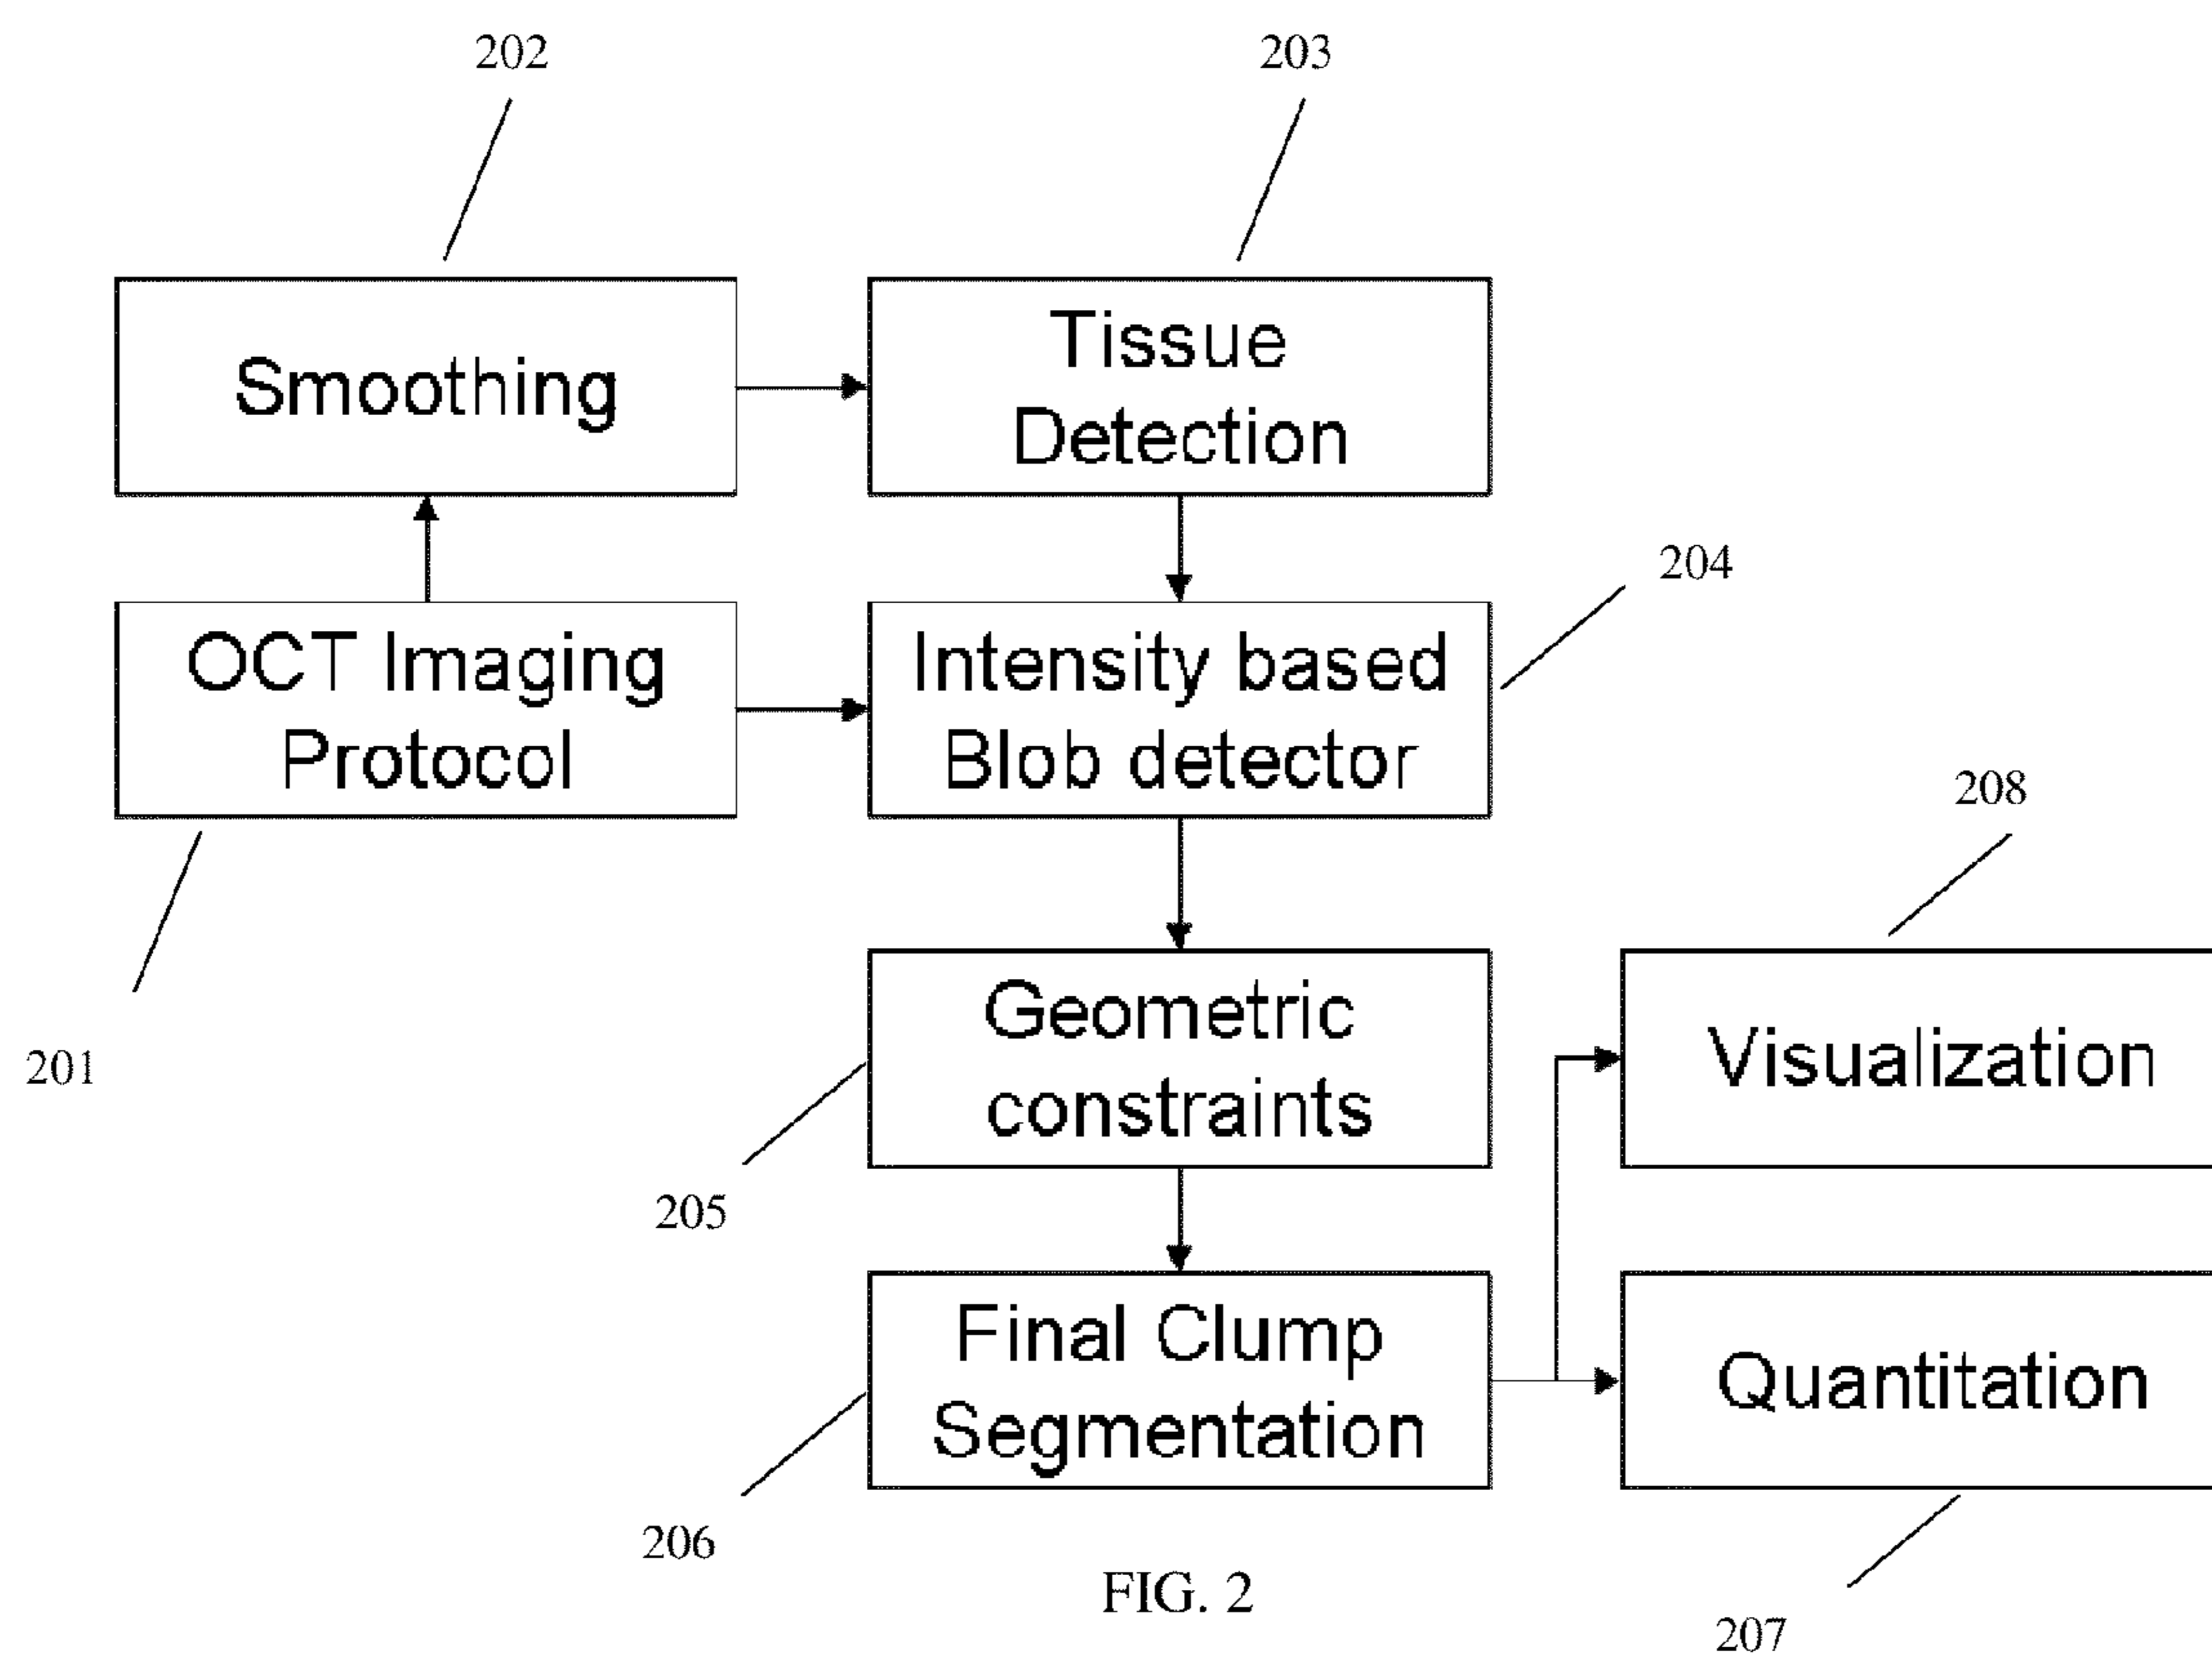 202
203
Smoothing
Tissue
Detection
204
OCT Imaging
Protocol
Intensity based
Blob detector
208
201
Geometric
constraints
Visualization
205
Final Clump
Segmentation
Quantitation
206
FIG. 2
207